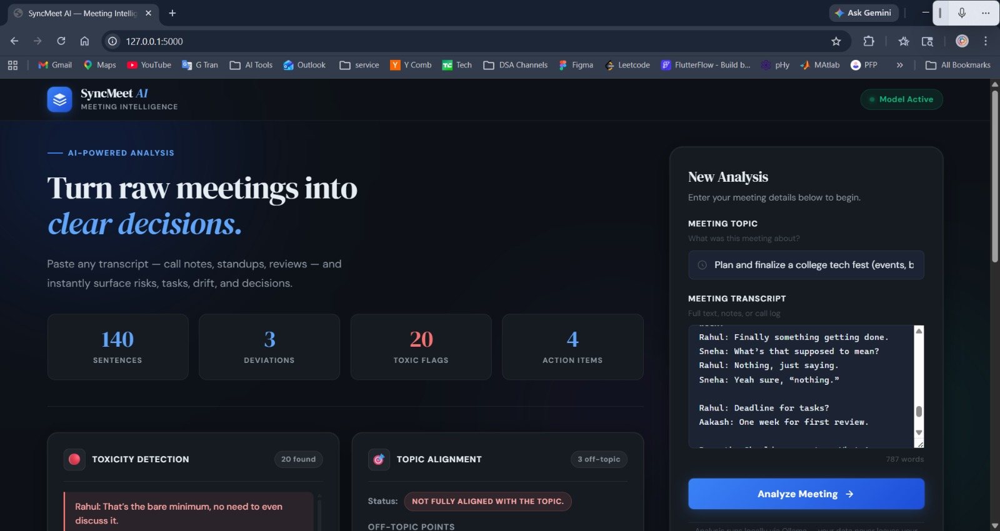 SyncMeet AI — Meeting Intellig
Ask Gemini
127.0.0.1:5000
Gmail
Maps
YouTube
G Tran
AI Tools
Outlook
service
Y Comb
Tech
DSA Channels
Figma
Leetcode
FlutterFlow - Build b...
pHy
MAtlab
PFP
All Bookmarks
SyncMeet AI
MEETING INTELLIGENCE
Model Active
AI-POWERED ANALYSIS
Turn raw meetings into
clear decisions.
Paste any transcript — call notes, standups, reviews — and
instantly surface risks, tasks, drift, and decisions.
140
SENTENCES
3
DEVIATIONS
20
TOXIC FLAGS
4
ACTION ITEMS
TOXICITY DETECTION
20 found
Rahul: That’s the bare minimum, no need to even
discuss it.
TOPIC ALIGNMENT
3 off-topic
Status:
NOT FULLY ALIGNED WITH THE TOPIC.
OFF-TOPIC POINTS
New Analysis
Enter your meeting details below to begin.
MEETING TOPIC
What was this meeting about?
Plan and finalize a college tech fest (events, b
MEETING TRANSCRIPT
Full text, notes, or call log
Rahul: Finally something getting done.
Sneha: What’s that supposed to mean?
Rahul: Nothing, just saying.
Sneha: Yeah sure, “nothing.”
Rahul: Deadline for tasks?
Aakash: One week for first review.
787 words
Analyze Meeting →